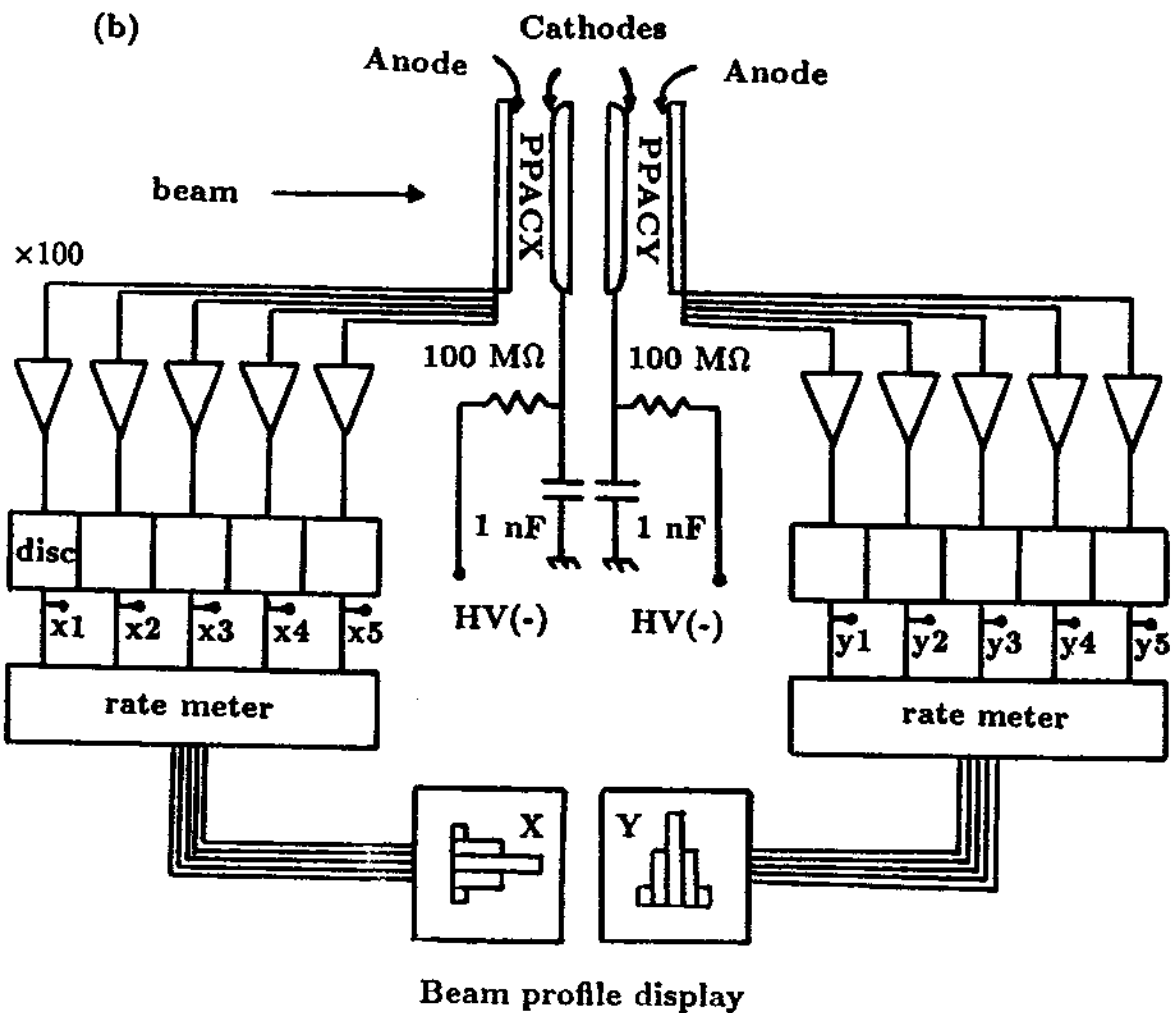 (b)
Cathodes
Anode
Anode
PPACX
PPACY
beam
×100
100 MΩ
100 MΩ
1 nF
1 nF
disc
x1 x2 x3 x4 x5
HV(-)
HV(-)
y1 y2 y3 y4 y5
rate meter
rate meter
X
Y
Beam profile display